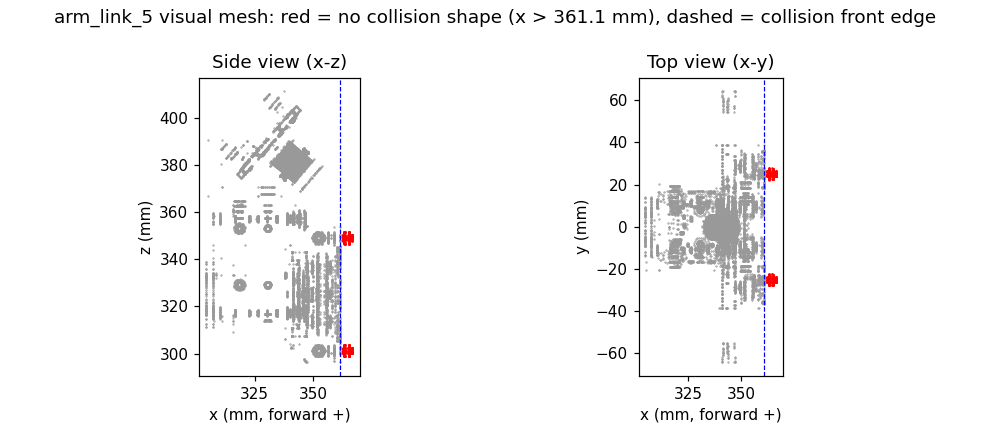 arm_link_5 visual mesh: red = no collision shape (x > 361.1 mm), dashed = collision front edge
Side view (x-z)
400
380
360
340
320
300
z (mm)
325
350
x (mm, forward +)
Top view (x-y)
60
40
20
0
−20
−40
−60
y (mm)
325
350
x (mm, forward +)